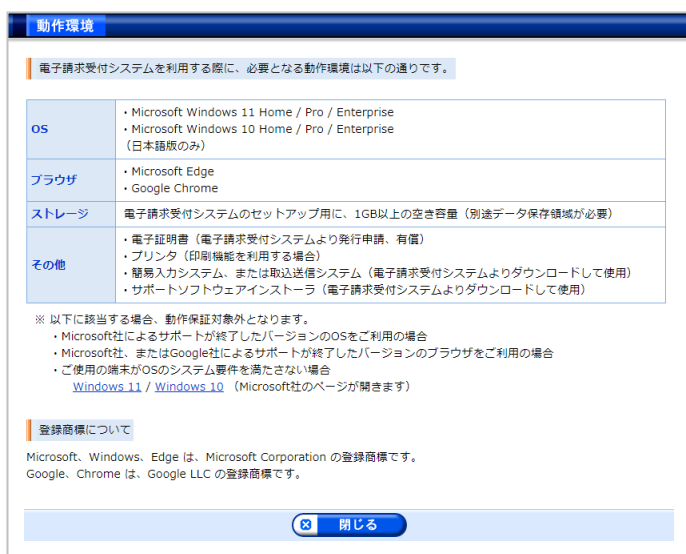 動作環境
電子請求受付システムを利用する際に、必要となる動作環境は以下の通りです。
OS
・Microsoft Windows 11 Home / Pro / Enterprise
・Microsoft Windows 10 Home / Pro / Enterprise
（日本語版のみ）
ブラウザ
・Microsoft Edge
・Google Chrome
ストレージ
電子請求受付システムのセットアップ用に、1GB以上の空き容量（別途データ保存領域が必要）
その他
・電子証明書（電子請求受付システムより発行申請、有償）
・プリンタ（印刷機能を利用する場合）
・簡易入力システム、または取込送信システム（電子請求受付システムよりダウンロードして使用）
・サポートソフトウェアインストーラ（電子請求受付システムよりダウンロードして使用）
※ 以下に該当する場合、動作保証対象外となります。
・Microsoft社によるサポートが終了したバージョンのOSをご利用の場合
・Microsoft社、またはGoogle社によるサポートが終了したバージョンのブラウザをご利用の場合
・ご使用の端末がOSのシステム要件を満たさない場合
Windows 11 / Windows 10 （Microsoft社のページが開きます）
登録商標について
Microsoft、Windows、Edge は、Microsoft Corporation の登録商標です。
Google、Chrome は、Google LLC の登録商標です。
閉じる